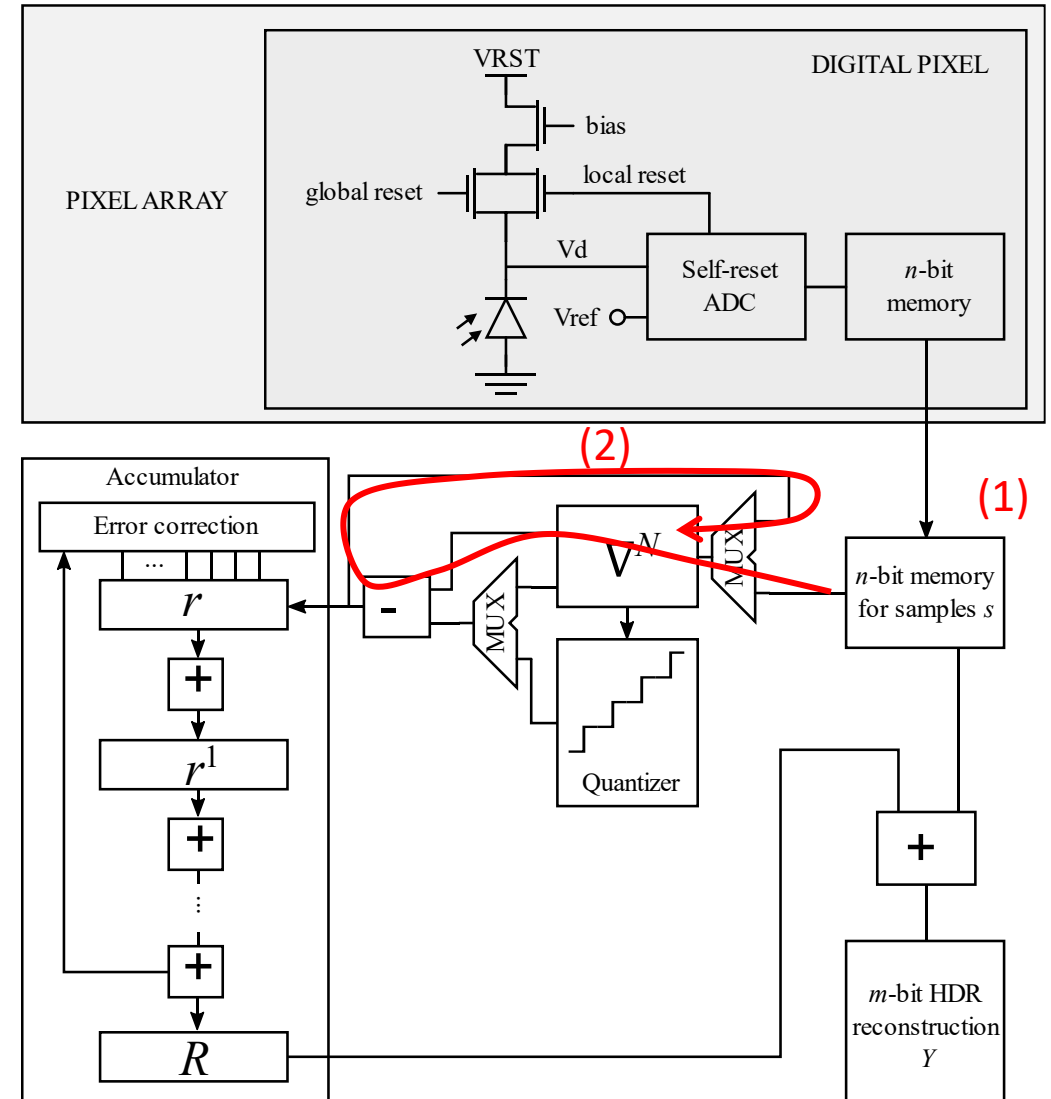 VRST
DIGITAL PIXEL
bias
local reset
global reset
PIXEL ARRAY
Vd
Self-reset
ADC
n-bit
memory
Vref
(2)
(1)
Accumulator
Error correction
...
r
-
MUX
∇N
MUX
n-bit memory
for samples s
+
r1
Quantizer
+
+
...
+
R
m-bit HDR
reconstruction
Y